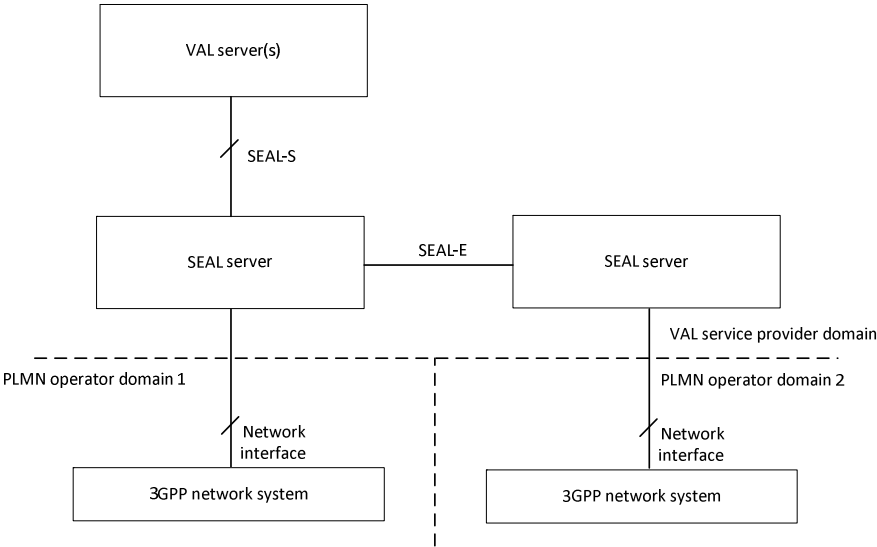 VAL server(s)
SEAL-S
SEAL server
SEAL-E
SEAL server
VAL service provider domain
PLMN operator domain 1
PLMN operator domain 2
Network
interface
Network
interface
3GPP network system
3GPP network system